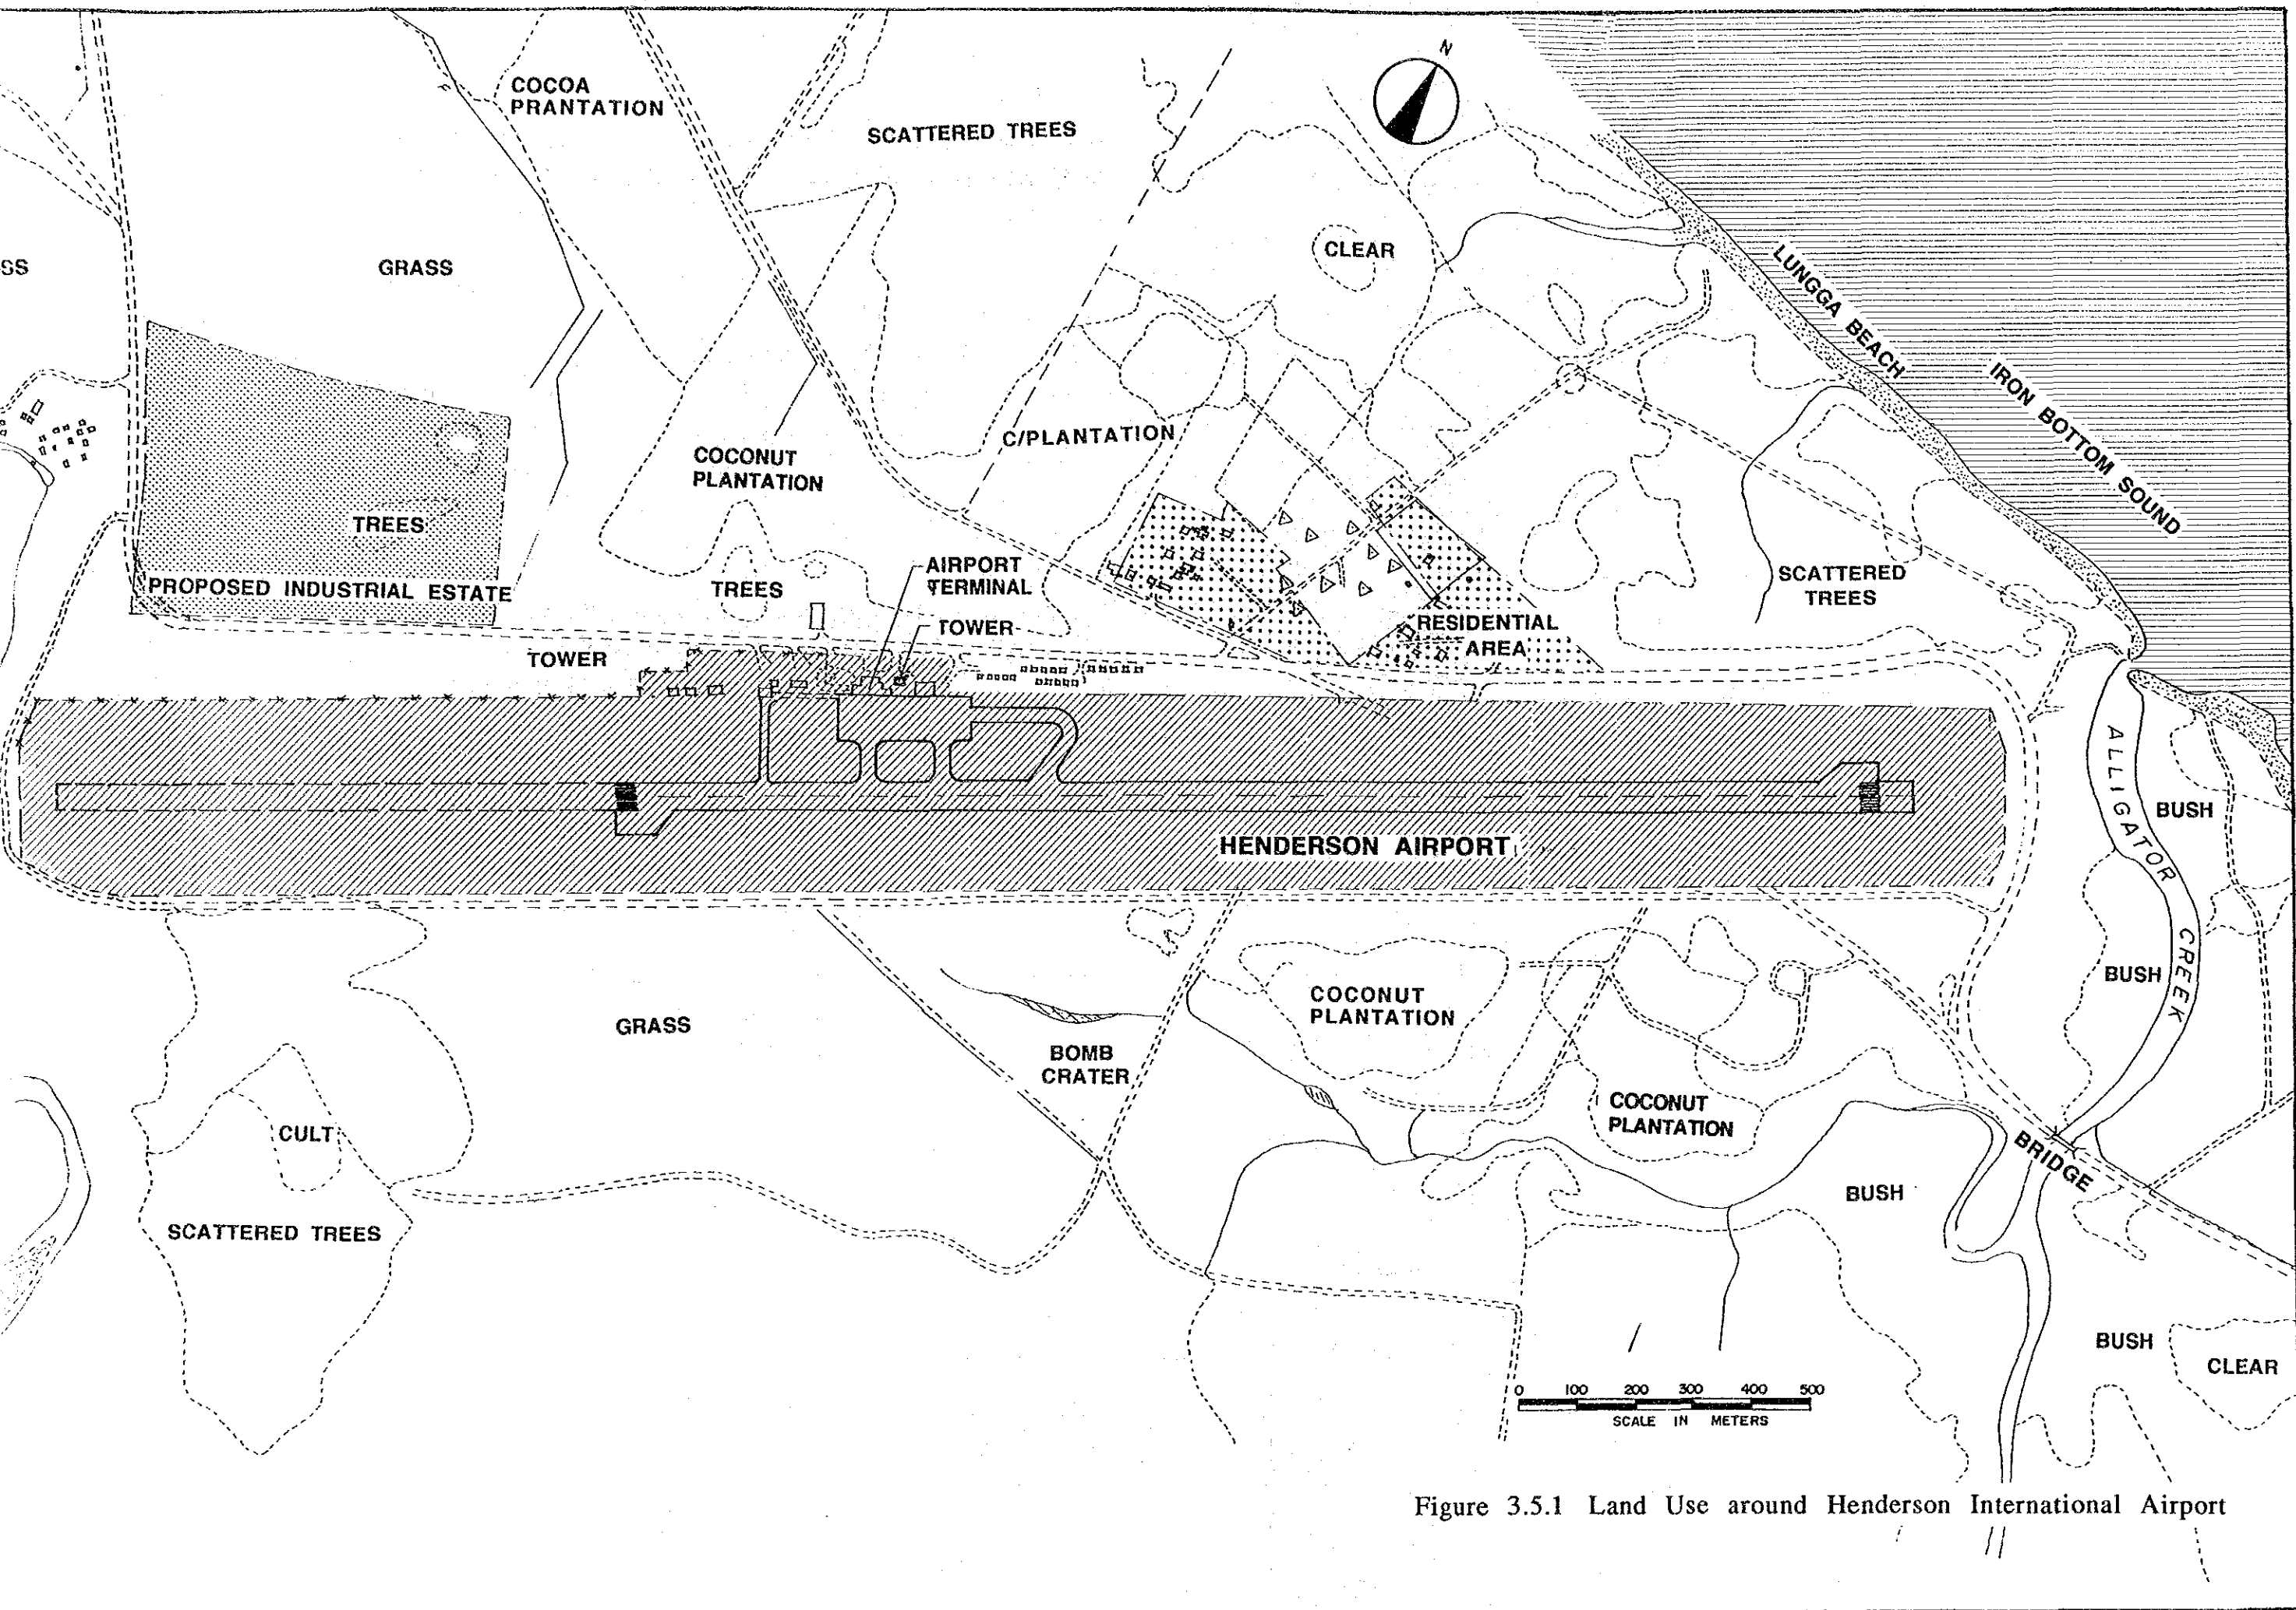 N
COCOA
PRANTATION
SCATTERED TREES
CLEAR
SS
GRASS
LUNGGA BEACH
IRON BOTTOM SOUND
C/PLANTATION
COCONUT
PLANTATION
TREES
AIRPORT
TERMINAL
SCATTERED
TREES
PROPOSED INDUSTRIAL ESTATE
TREES
TOWER
RESIDENTIAL
AREA
TOWER
ALLIGATOR CREEK
BUSH
HENDERSON AIRPORT
BUSH
COCONUT
PLANTATION
GRASS
BOMB
CRATER
COCONUT
PLANTATION
CULT
BRIDGE
BUSH
SCATTERED TREES
BUSH
CLEAR
0 100 200 300 400 500
SCALE IN METERS
Figure 3.5.1 Land Use around Henderson International Airport